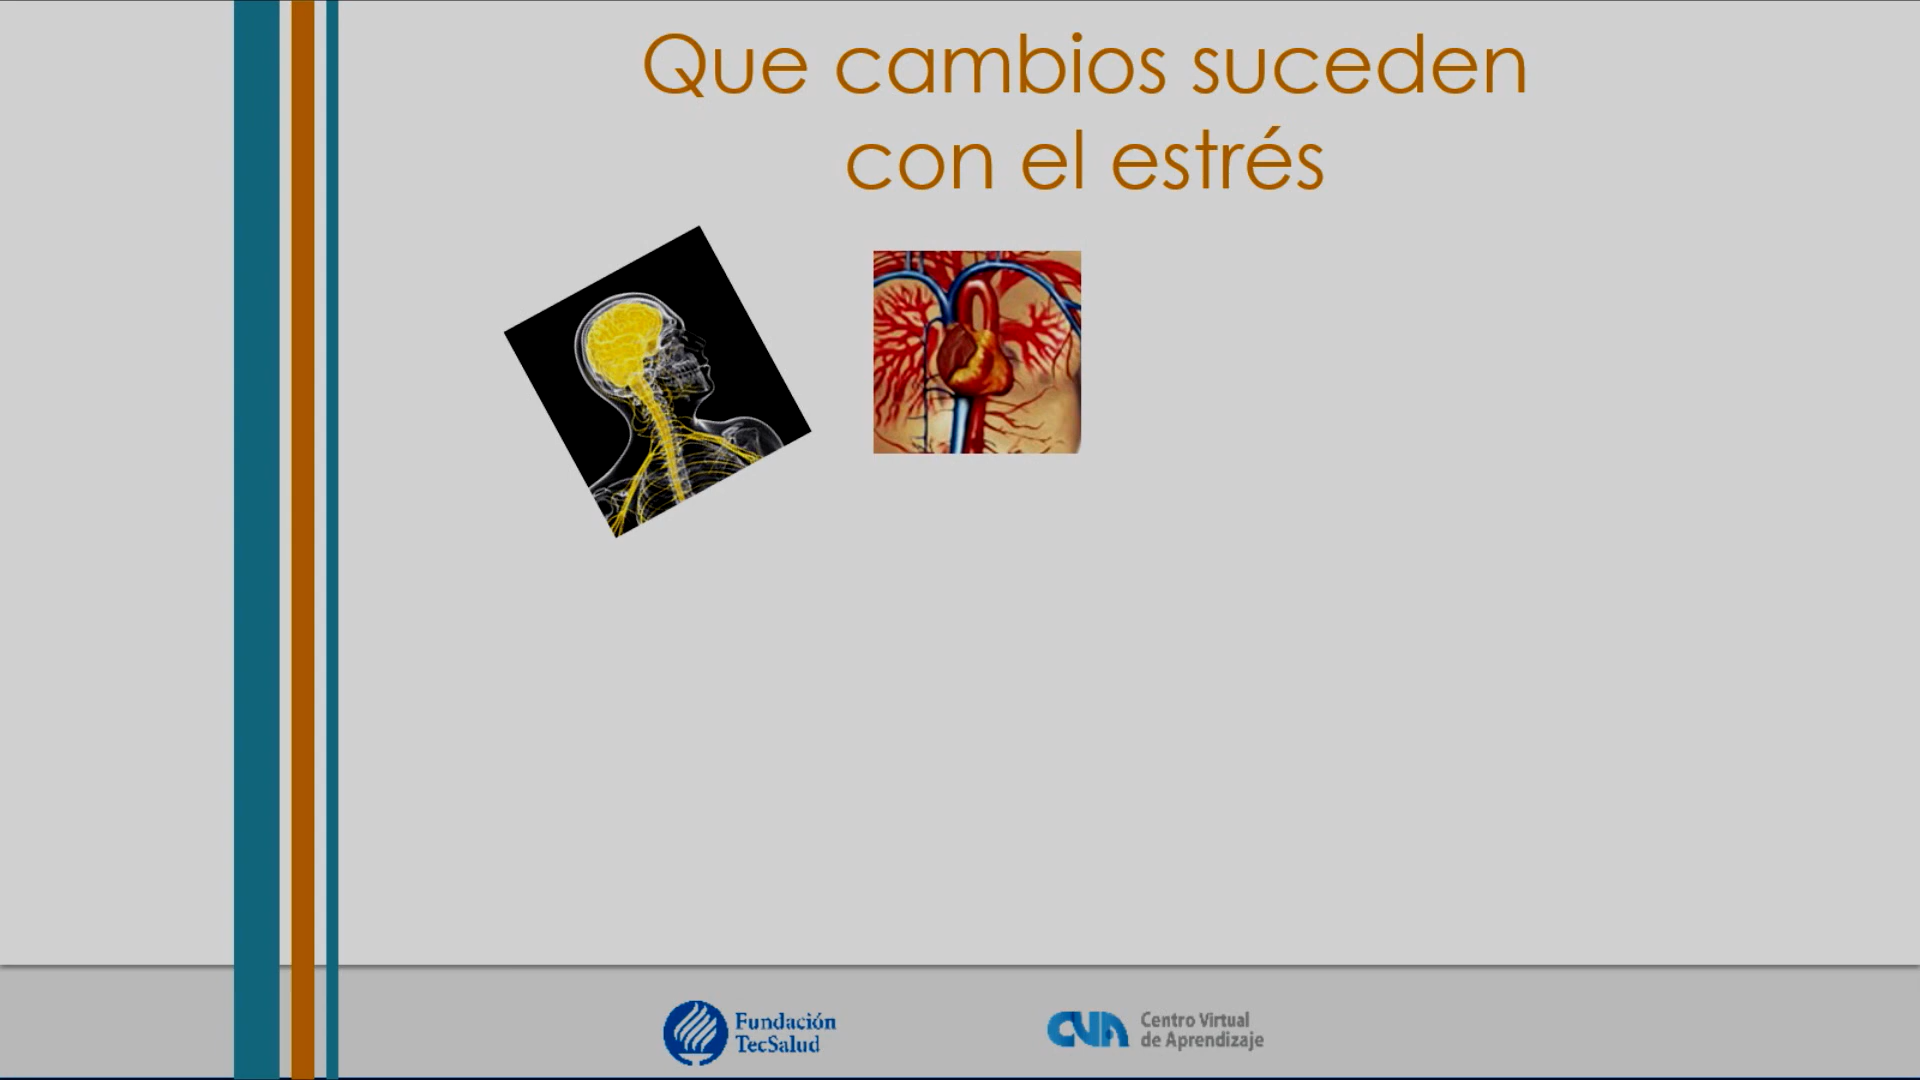 Que cambios suceden
con el estrés
Fundación
TecSalud
CVA
Centro Virtual
de Aprendizaje